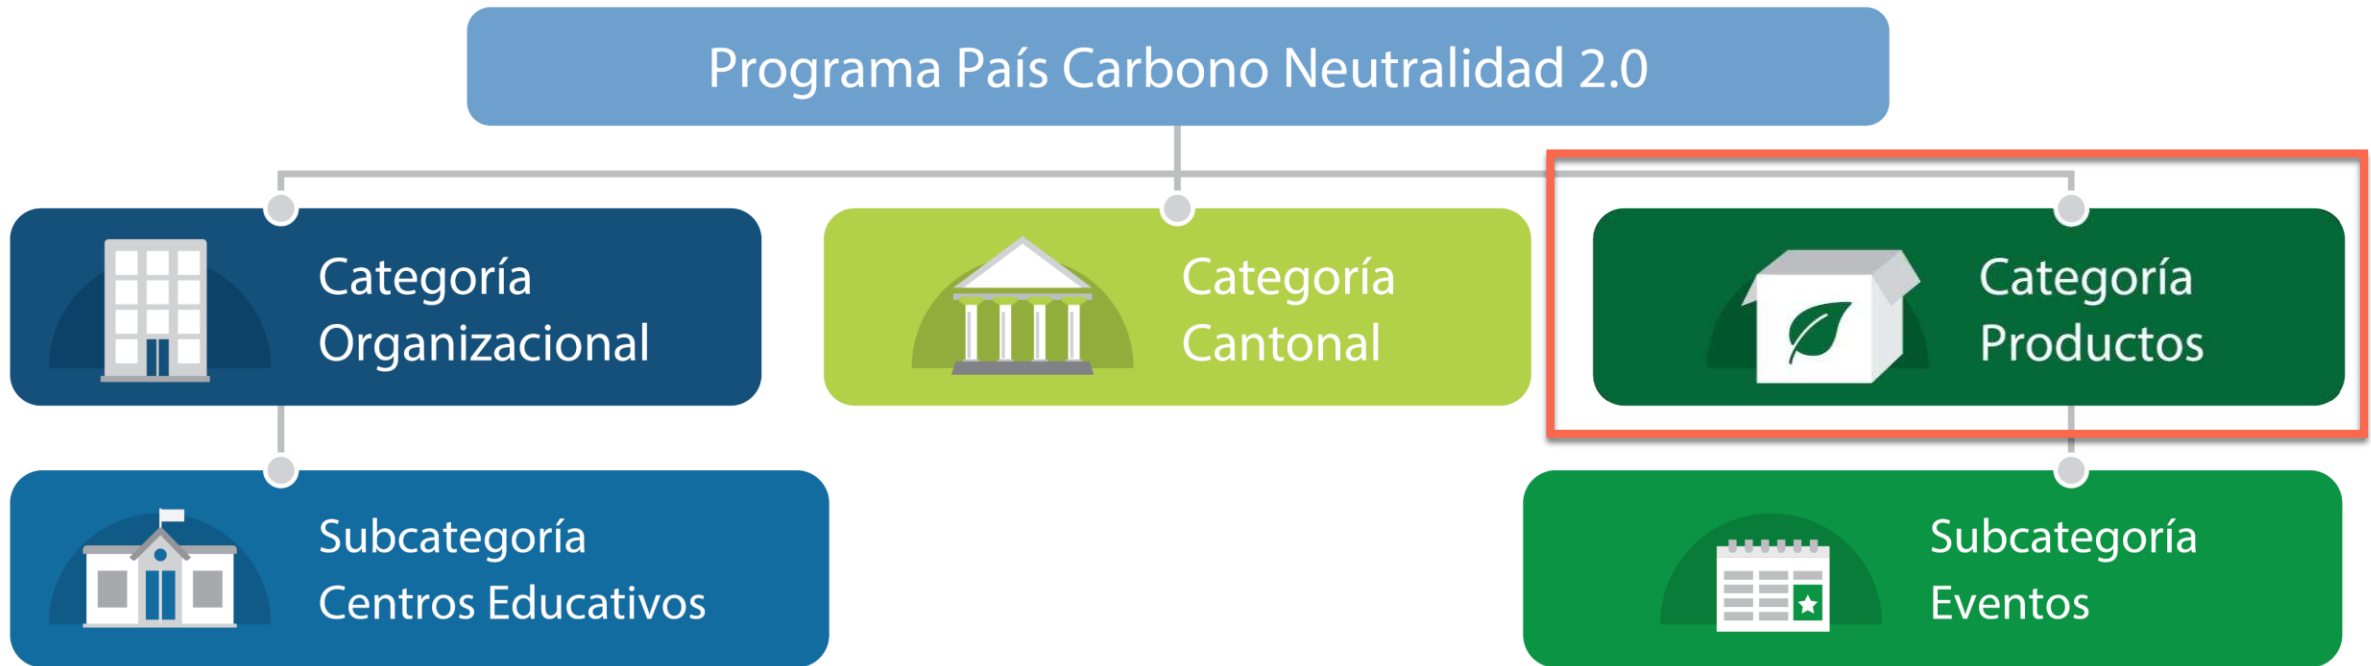 Programa País Carbono Neutralidad 2.0
Categoría
Organizacional
Categoría
Cantonal
Categoría
Productos
Subcategoría
Centros Educativos
Subcategoría
Eventos